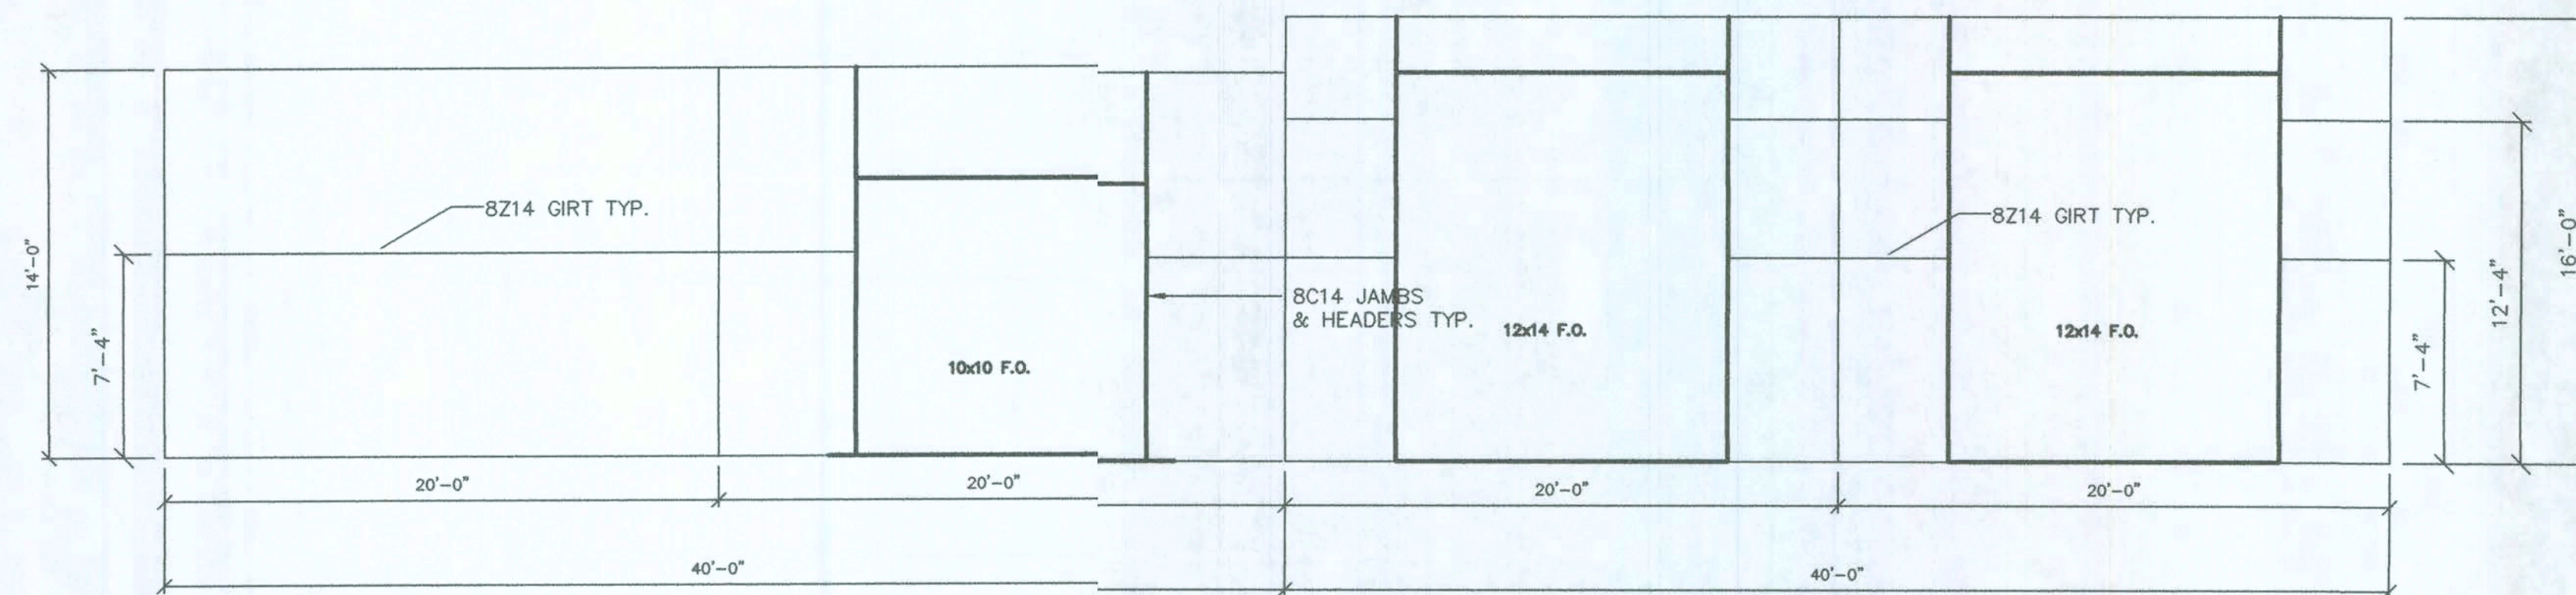 14'-0"
7'-4"
8Z14 GIRT TYP.
10x10 F.O.
20'-0"
20'-0"
40'-0"
8C14 JAMBS
& HEADERS TYP.
12x14 F.O.
8Z14 GIRT TYP.
12x14 F.O.
20'-0"
20'-0"
40'-0"
7'-4"
12'-4"
16'-0"